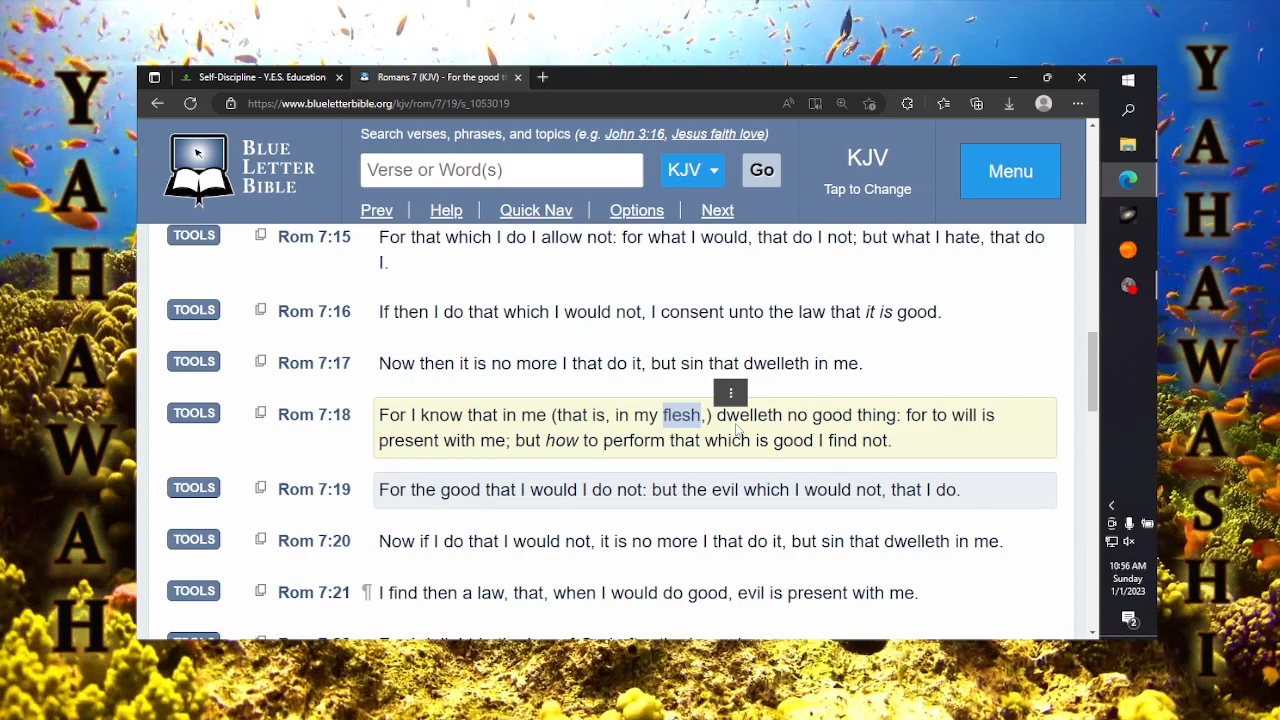 YAHAWAH
Self-Discipline - Y.E.S. Education
Romans 7 (KJV) - For the good t
https://www.blueletterbible.org/kjv/rom/7/19/s_1053019
BLUE
LETTER
BIBLE
Search verses, phrases, and topics (e.g. John 3:16, Jesus faith love)
Verse or Word(s)
KJV
Go
Prev | Help | Quick Nav | Options | Next
KJV
Tap to Change
Menu
TOOLS Rom 7:15 For that which I do I allow not: for what I would, that do I not; but what I hate, that do
I.
TOOLS Rom 7:16 If then I do that which I would not, I consent unto the law that it is good.
TOOLS Rom 7:17 Now then it is no more I that do it, but sin that dwelleth in me.
TOOLS Rom 7:18 For I know that in me (that is, in my flesh,) dwelleth no good thing: for to will is
present with me; but how to perform that which is good I find not.
TOOLS Rom 7:19 For the good that I would I do not: but the evil which I would not, that I do.
TOOLS Rom 7:20 Now if I do that I would not, it is no more I that do it, but sin that dwelleth in me.
TOOLS Rom 7:21 ¶ I find then a law, that, when I would do good, evil is present with me.
10:56 AM
Sunday
1/1/2023
2
YAHAWASHI